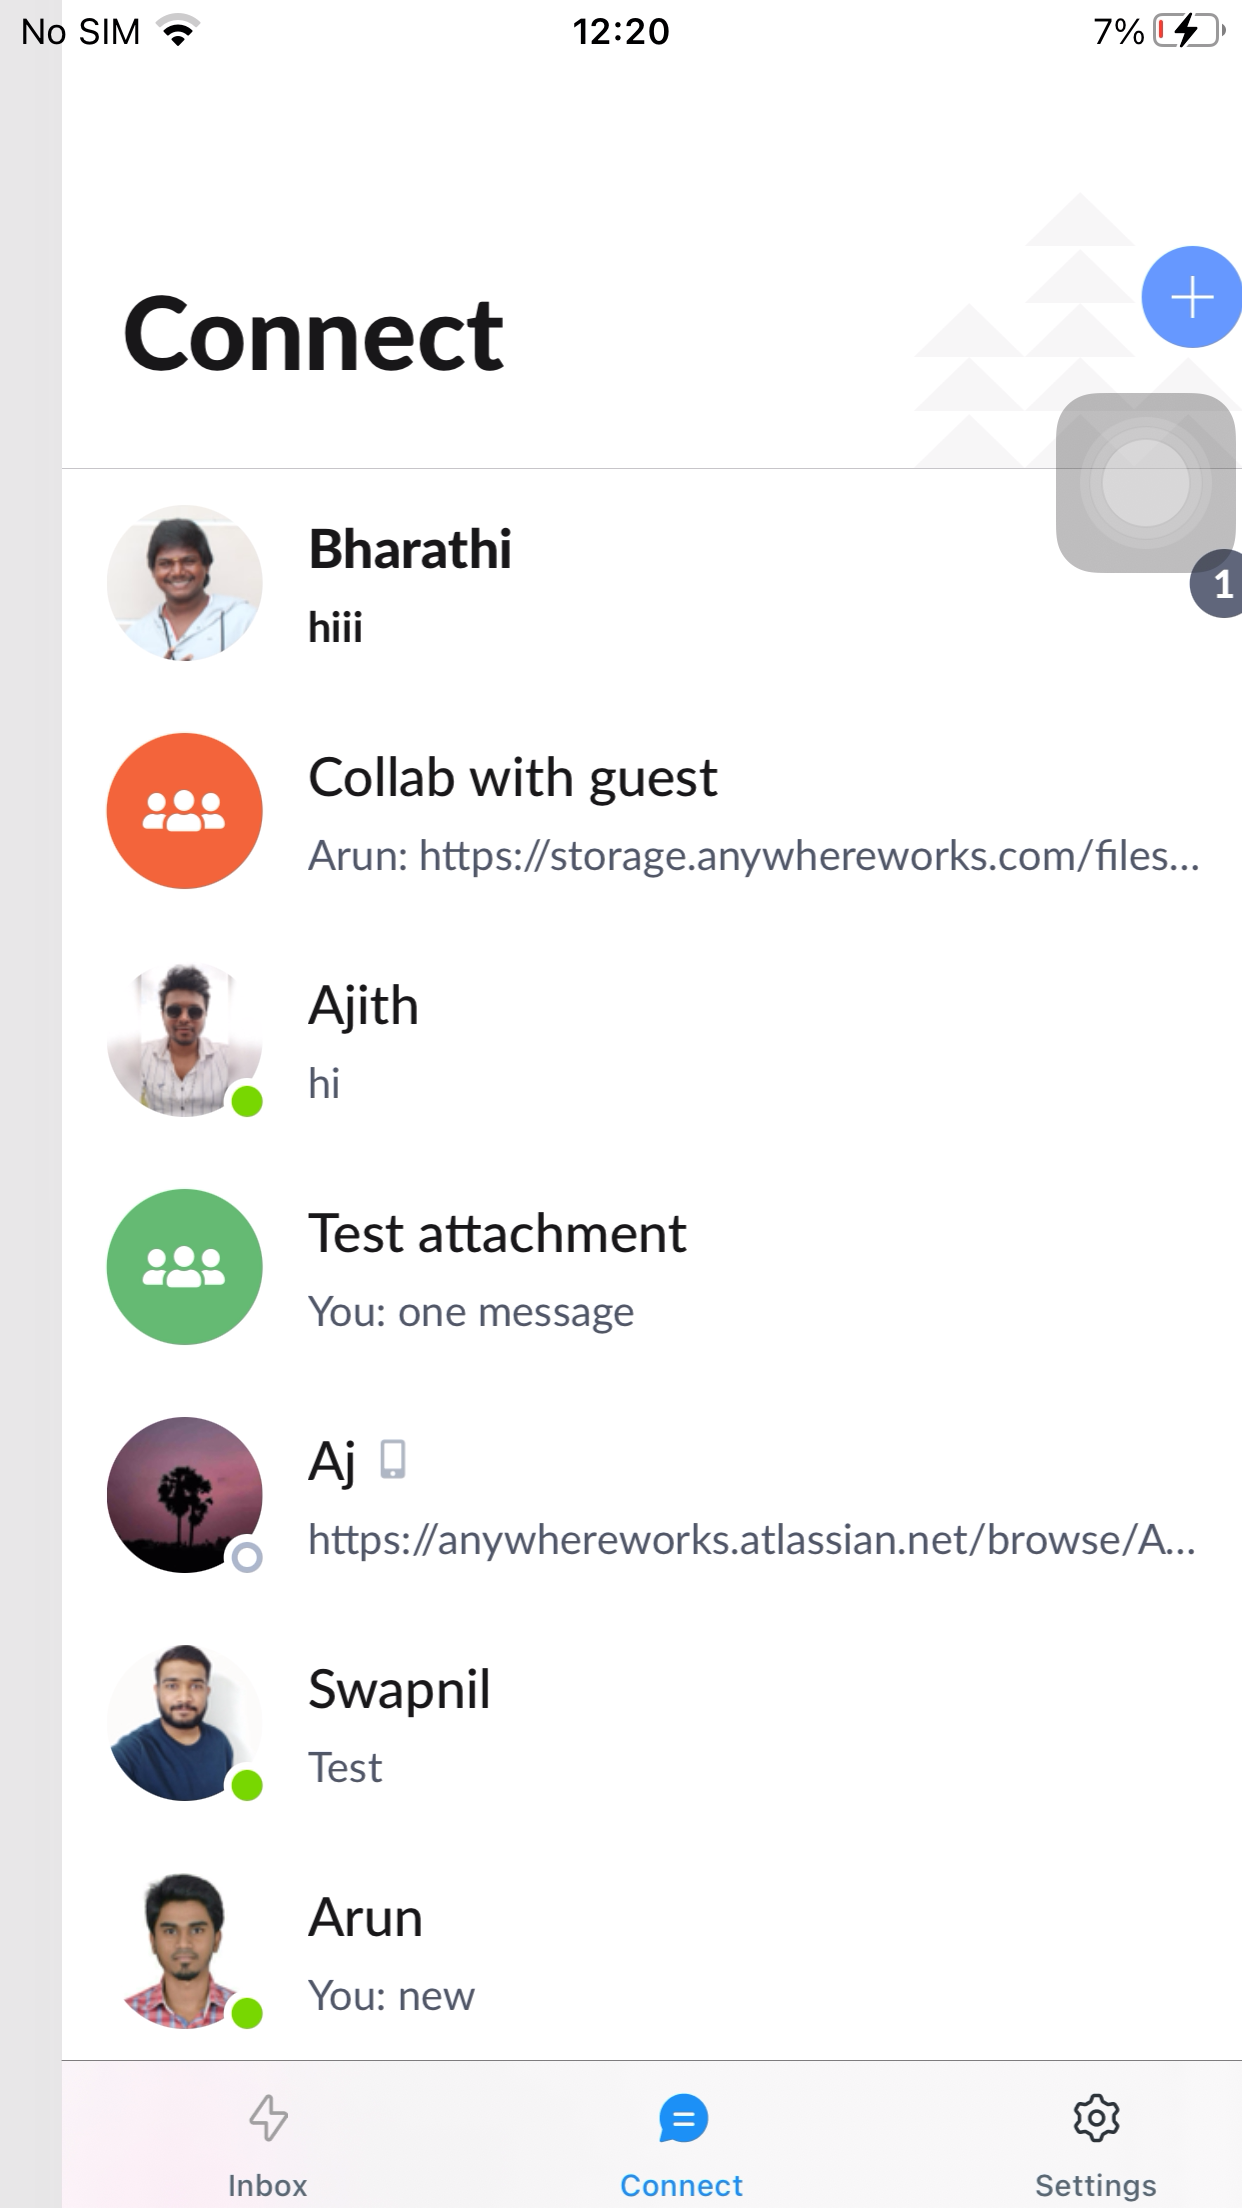 No SIM 12:20 7%
Connect
Bharathi
hiii
1
Collab with guest
Arun: https://storage.anywhereworks.com/files...
Ajith
hi
Test attachment
You: one message
Aj
https://anywhereworks.atlassian.net/browse/A...
Swapnil
Test
Arun
You: new
Inbox Connect Settings